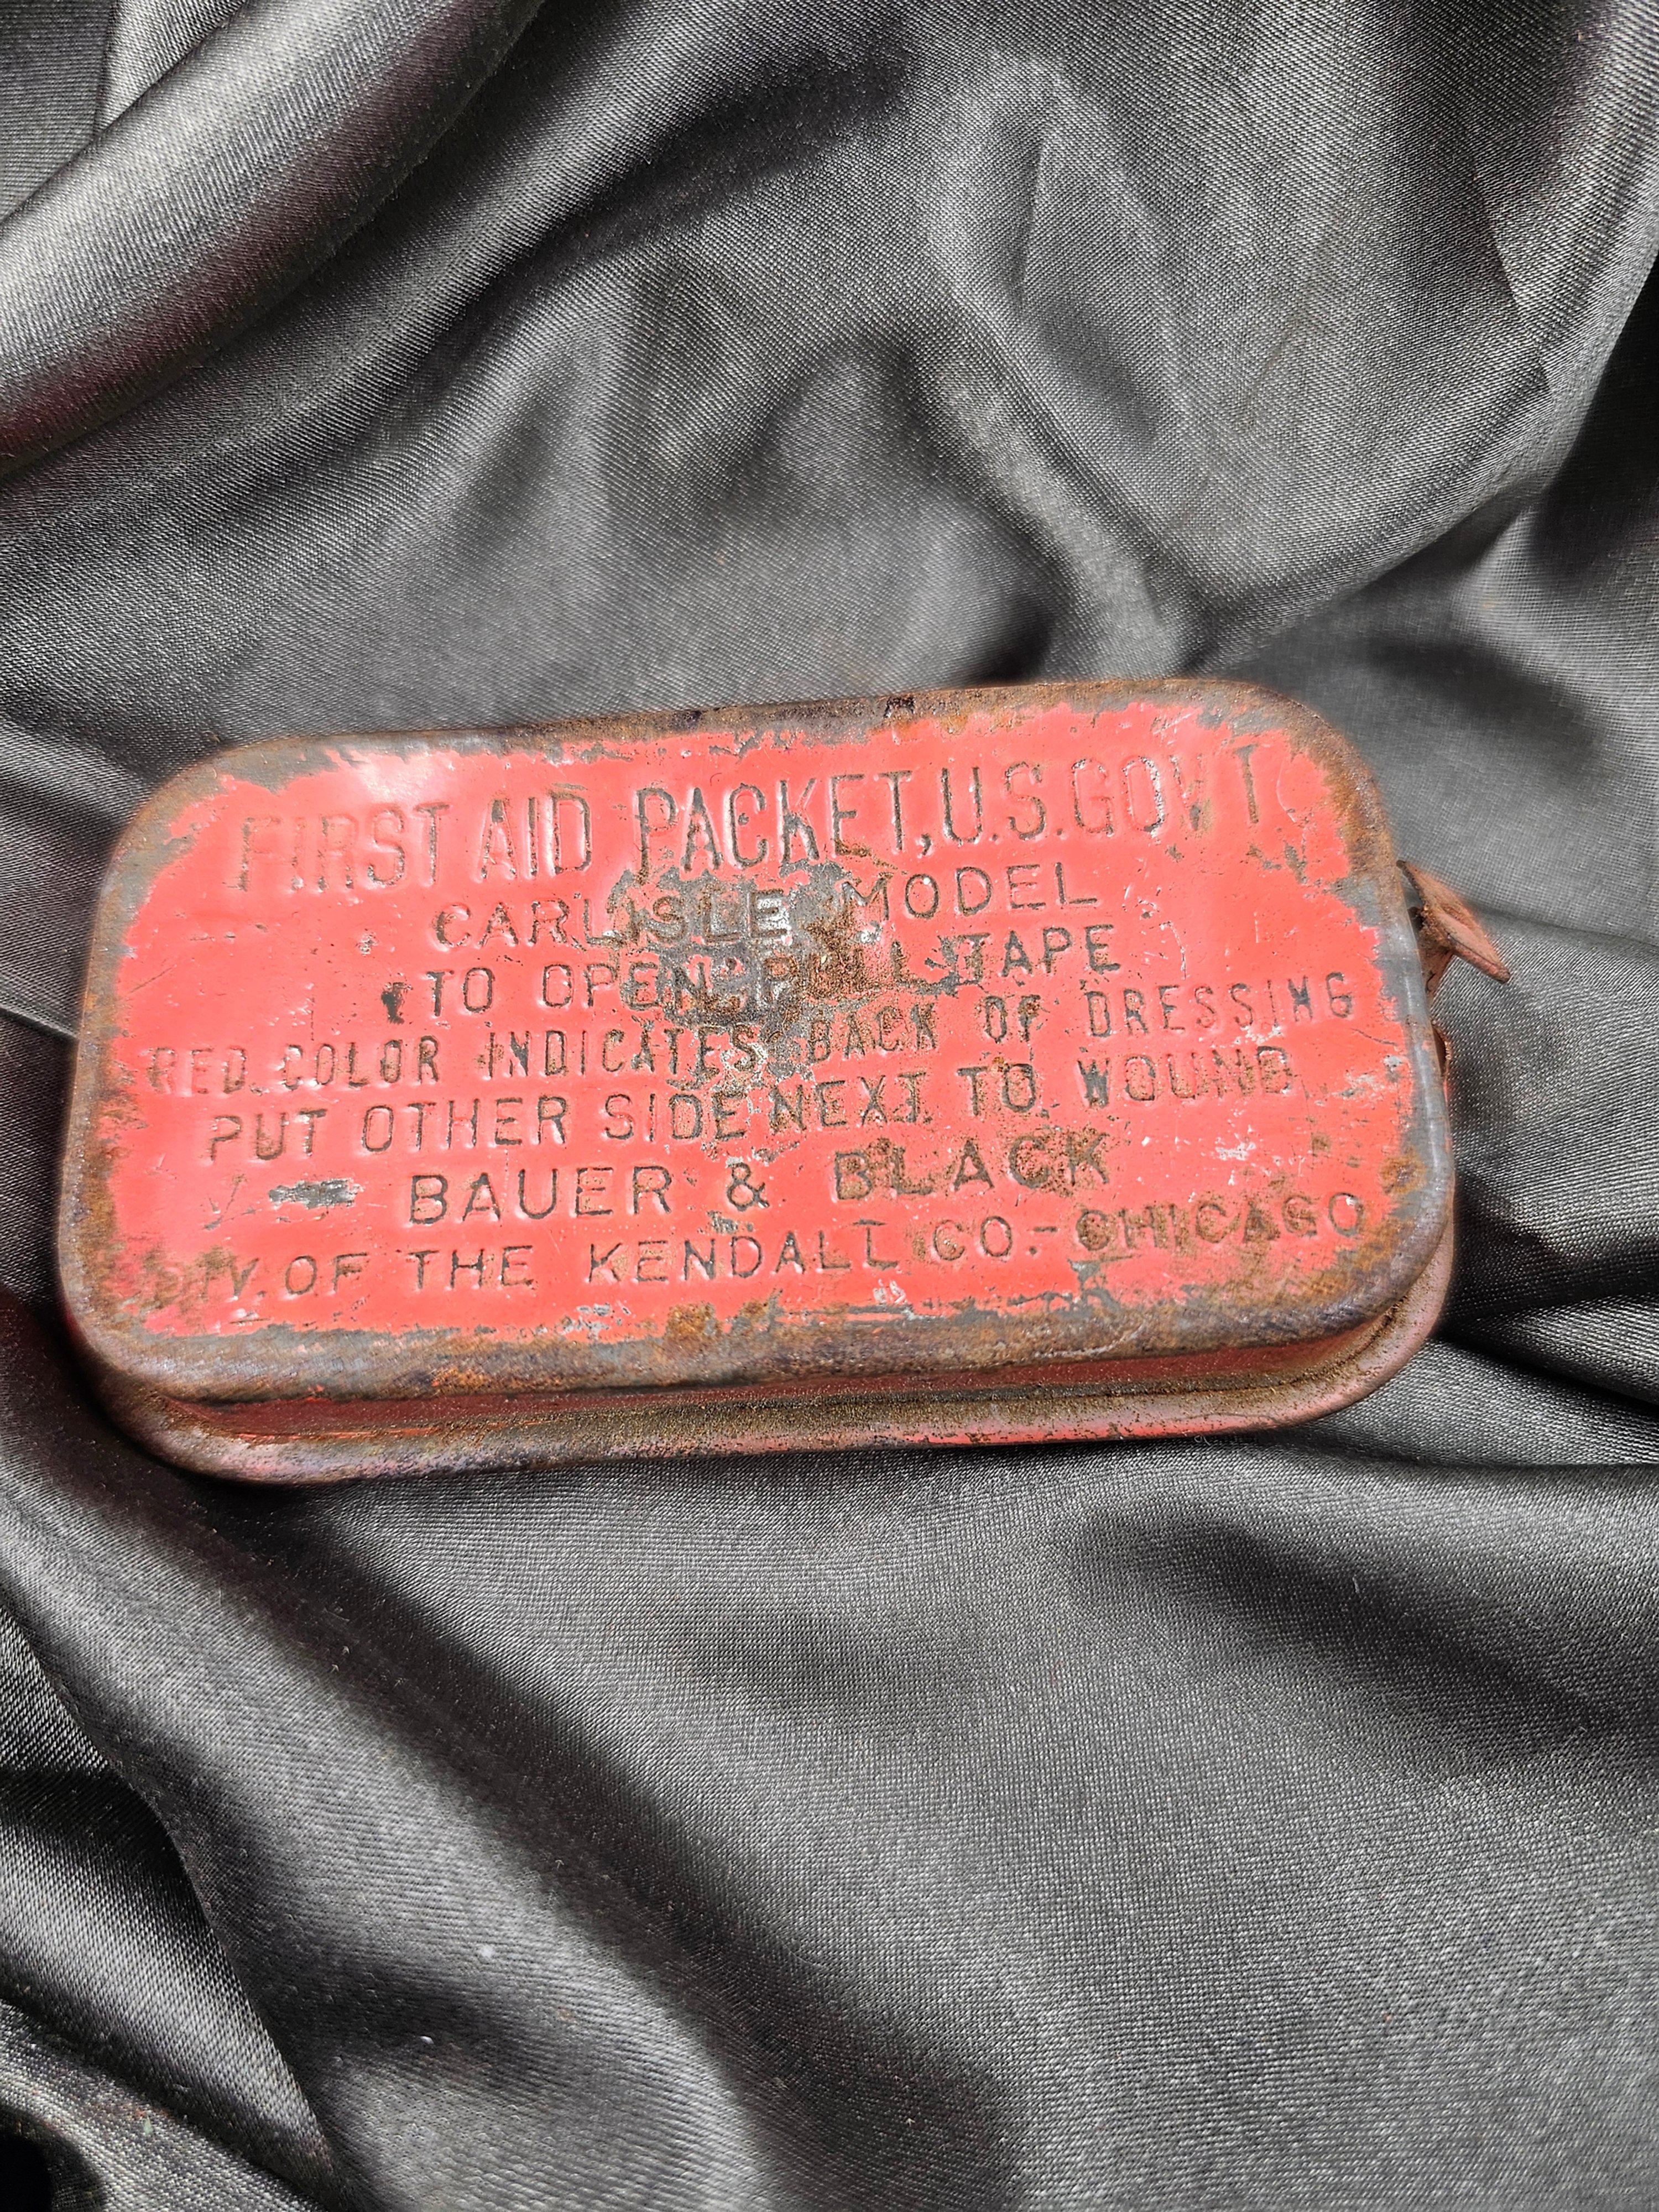 FIRST AID PACKET, U.S. GOV'T
CARLISLE MODEL
TO OPEN: PULL TAPE
RED COLOR INDICATES BACK OF DRESSING
PUT OTHER SIDE NEXT TO WOUND
BAUER & BLACK
DIV. OF THE KENDALL CO.-CHICAGO